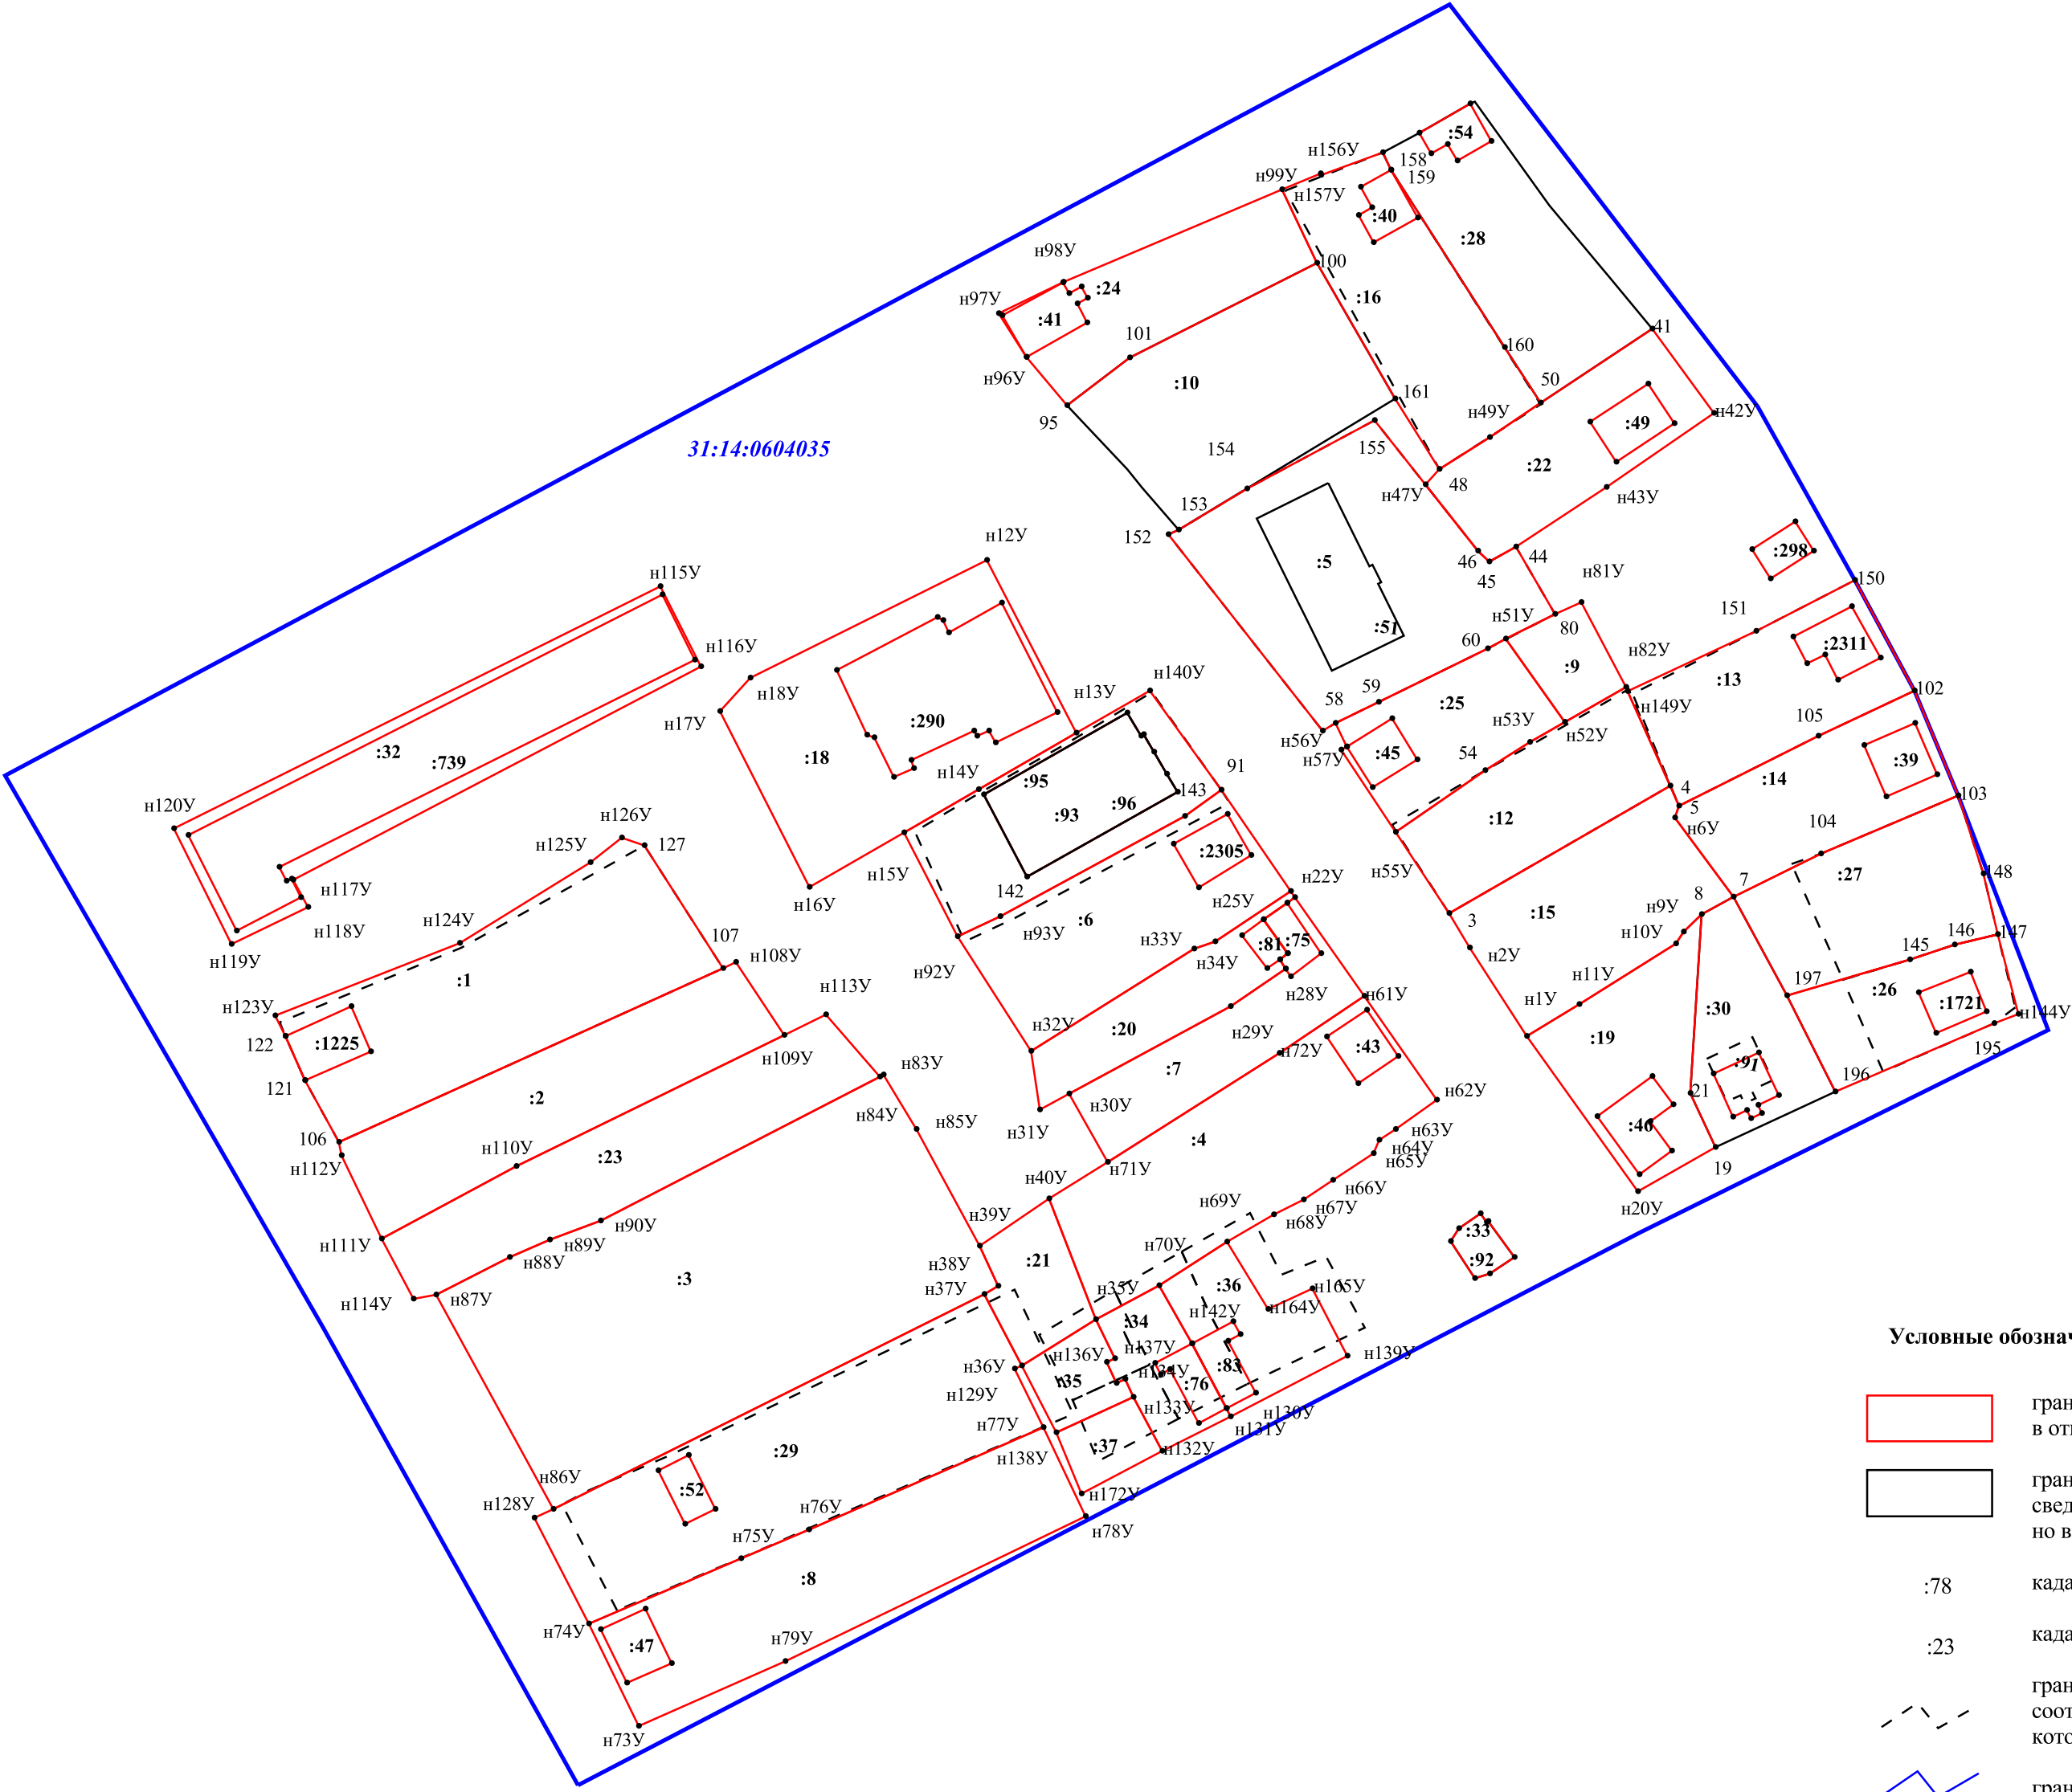 :54
н156У
158
159
н99У
н157У
:40
:28
н98У
100
:24
:16
н97У
:41
101
41
160
н96У
:10
50
161
95
н49У
н42У
:49
31:14:0604035
154
155
:22
48
н47У
н43У
153
152
н12У
44
:298
46
:5
45
н115У
н81У
150
н51У
151
:51
80
60
н116У
:2311
:9
н82У
н140У
:13
102
н18У
59
н13У
58
:25
н149У
н17У
:290
105
н53У
н52У
н56У
:32
:45
54
:18
н57У
:739
:39
91
н14У
:95
:14
4
143
103
н120У
:96
5
:93
:12
104
н6У
н126У
127
н125У
н15У
н55У
:2305
:27
148
н117У
142
н22У
7
н16У
8
н25У
н9У
:15
3
:6
н124У
н118У
н93У
н10У
107
147
н33У
:81
:75
146
н119У
н92У
н2У
145
н108У
н34У
:1
197
:26
н113У
н28У
н61У
н11У
:1721
н123У
:30
н1У
н144У
н32У
:20
н29У
122
:1225
:19
н109У
н72У
:43
195
:91
н83У
:7
121
196
21
:2
н30У
н62У
н84У
н31У
н85У
:46
106
н63У
:4
н64У
н110У
н112У
:23
н65У
19
н71У
н40У
н66У
н69У
н20У
н67У
н90У
н39У
н68У
:33
н111У
н89У
н70У
:21
:92
н88У
н38У
:3
н37У
:36
н35У
н165У
н114У
н87У
н164У
н142У
:34
н137У
н136У
н139У
н36У
:83
н134У
:35
:76
н129У
н133У
н130У
н77У
н131У
:37
н132У
:29
н138У
н86У
:52
н172У
н128У
н76У
н78У
н75У
:8
н74У
:47
н79У
н73У
Условные обознач
гран
в отн
гран
свед
но в
:78
када
:23
када
гран
соот
кото
гран